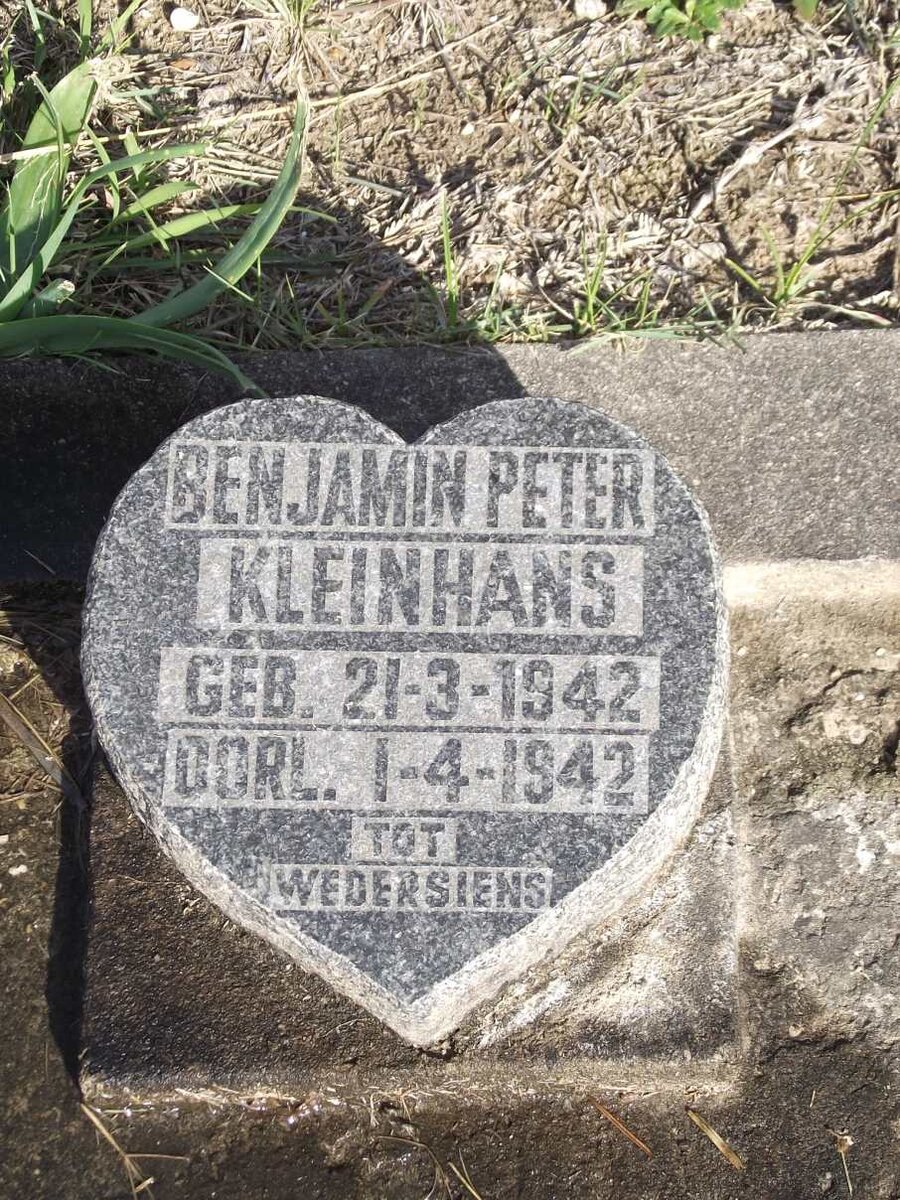 BENJAMIN PETER
KLEINHANS
GEB. 21-3-1942
OORL. 1-4-1942
TOT
WEDERSIENS